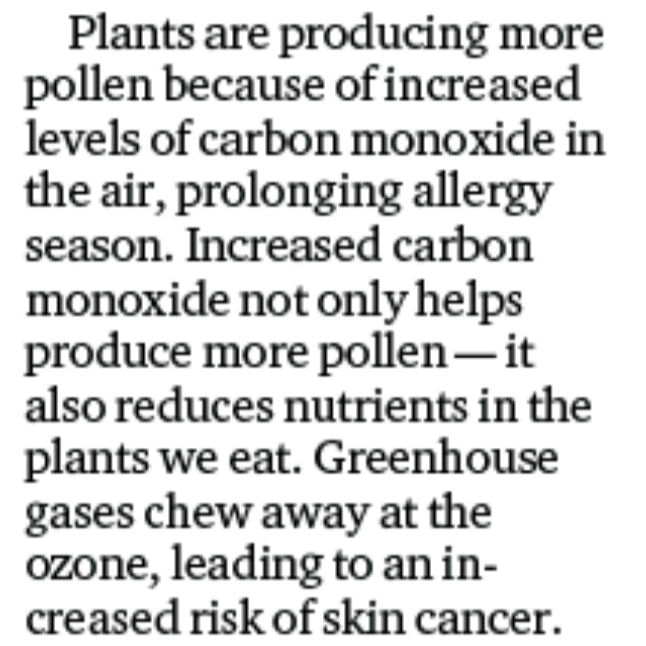 Plants are producing more
pollen because of increased
levels of carbon monoxide in
the air, prolonging allergy
season. Increased carbon
monoxide not only helps
produce more pollen — it
also reduces nutrients in the
plants we eat. Greenhouse
gases chew away at the
ozone, leading to an in-
creased risk of skin cancer.